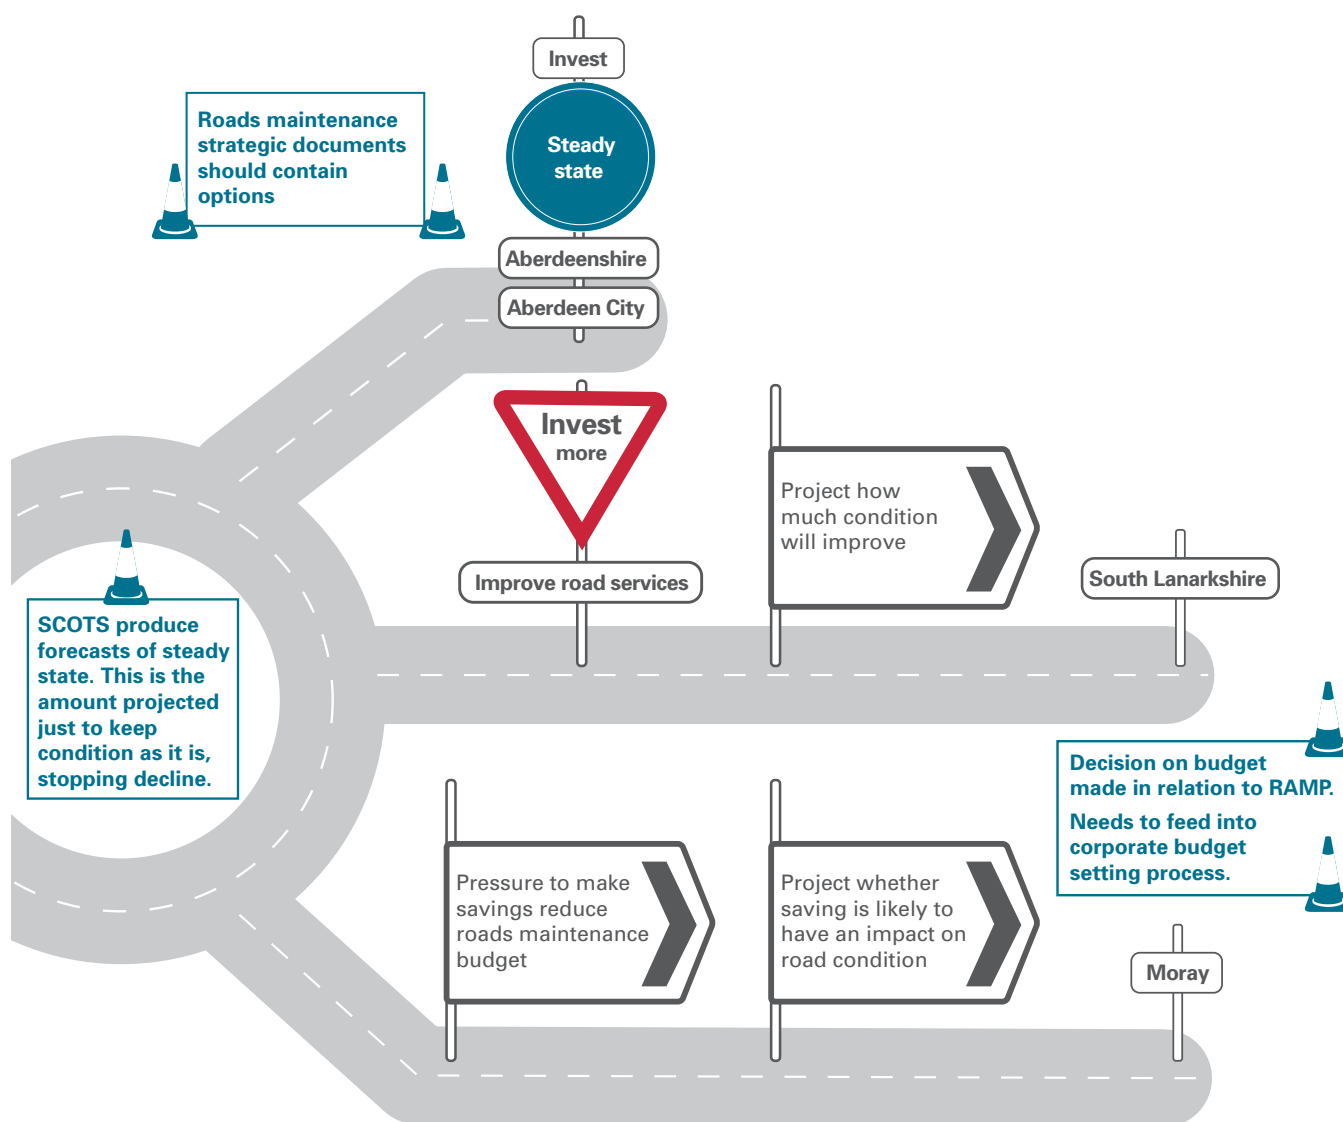 Invest
Steady
state
Aberdeenshire
Aberdeen City
Roads maintenance
strategic documents
should contain
options
Invest
more
Improve road services
Project how
much condition
will improve
South Lanarkshire
SCOTS produce
forecasts of steady
state. This is the
amount projected
just to keep
condition as it is,
stopping decline.
Decision on budget
made in relation to RAMP.
Needs to feed into
corporate budget
setting process.
Pressure to make
savings reduce
roads maintenance
budget
Project whether
saving is likely to
have an impact on
road condition
Moray